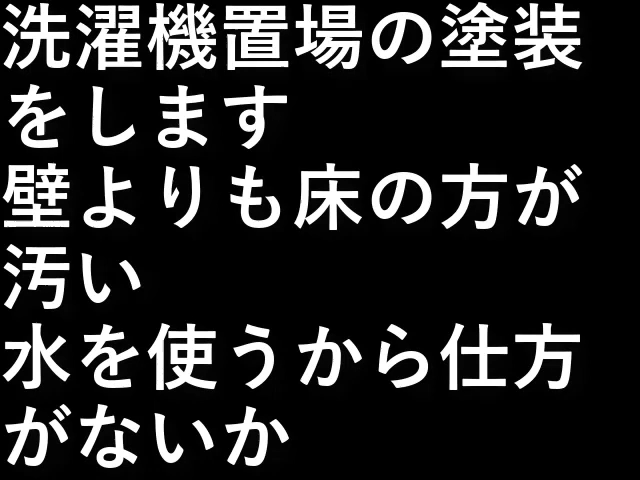 洗濯機置場の塗装
をします
壁よりも床の方が
汚い
水を使うから仕方
がないか